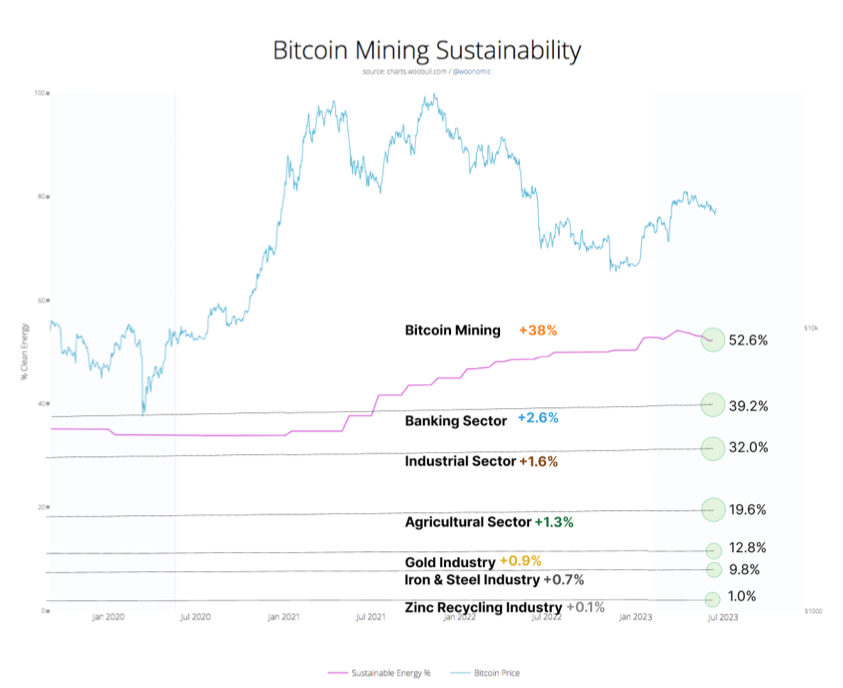 Bitcoin Mining Sustainability
source: charts.woobull.com / @woonomic
100
80
60
40
20
0
% Clean Energy
$10k
$1000
Bitcoin Mining +38%
52.6%
39.2%
Banking Sector +2.6%
32.0%
Industrial Sector +1.6%
19.6%
Agricultural Sector +1.3%
12.8%
Gold Industry +0.9%
9.8%
Iron & Steel Industry +0.7%
1.0%
Zinc Recycling Industry +0.1%
Jan 2020 Jul 2020 Jan 2021 Jul 2021 Jan 2022 Jul 2022 Jan 2023 Jul 2023
Sustainable Energy % Bitcoin Price